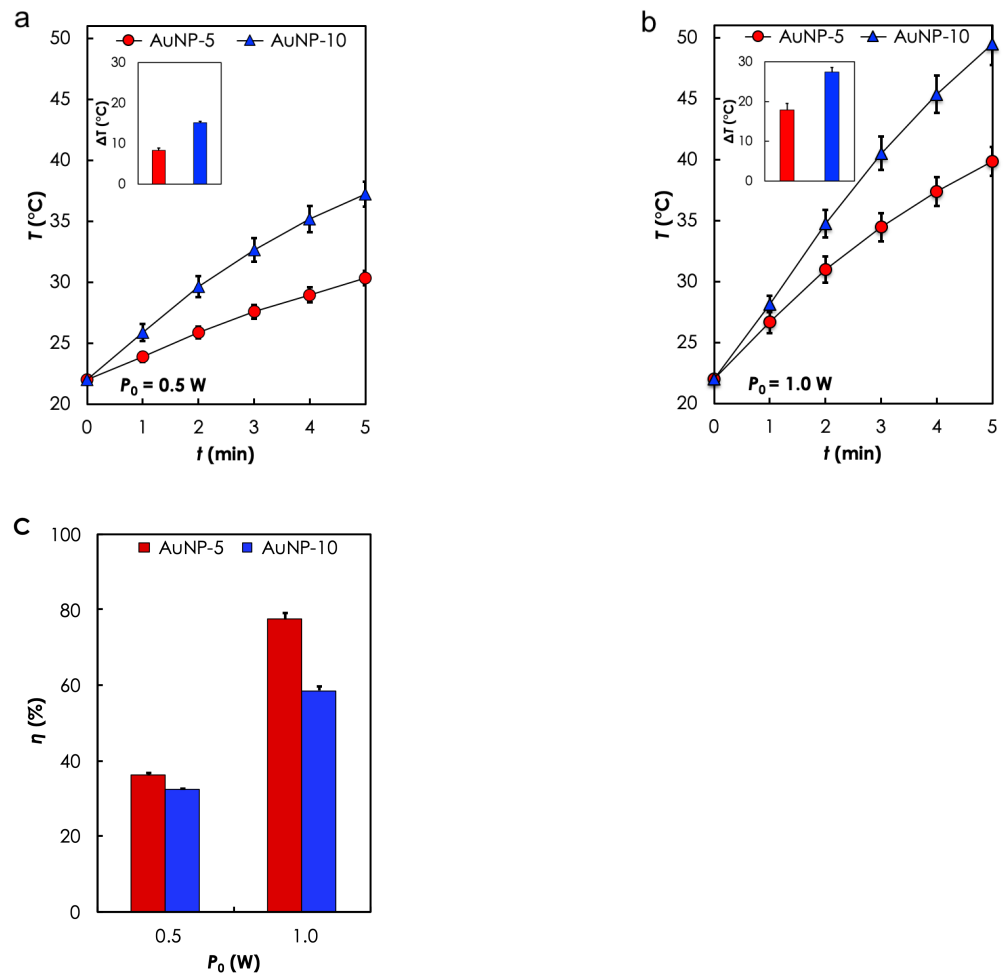 a
AuNP-5 AuNP-10
50
45
40
35
30
25
20
T (°C)
30
20
10
0
ΔT (°C)
P0 = 0.5 W
0 1 2 3 4 5
t (min)
b
AuNP-5 AuNP-10
50
45
40
35
30
25
20
T (°C)
30
20
10
0
ΔT (°C)
P0 = 1.0 W
0 1 2 3 4 5
t (min)
c
AuNP-5 AuNP-10
100
80
60
40
20
0
η (%)
0.5 1.0
P0 (W)